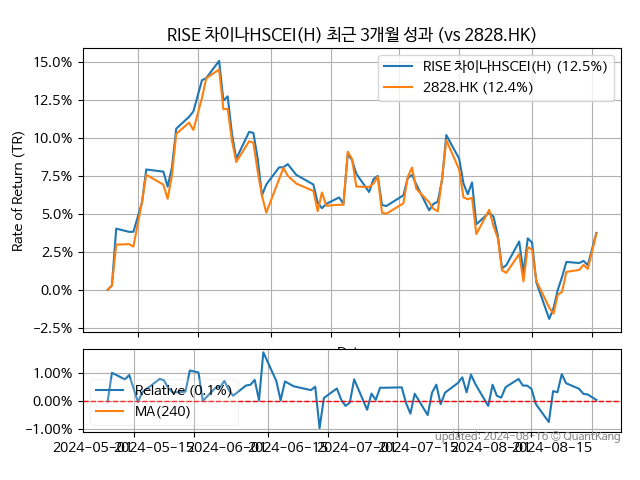 RISE 차이나HSCEI(H) 최근 3개월 성과 (vs 2828.HK)
Rate of Return (TR)
15.0%
12.5%
10.0%
7.5%
5.0%
2.5%
0.0%
−2.5%
RISE 차이나HSCEI(H) (12.5%)
2828.HK (12.4%)
1.00%
0.00%
−1.00%
Relative (0.1%)
MA(240)
updated: 2024-08-16 © QuantKang
2024-05-01 2024-05-15 2024-06-01 2024-06-15 2024-07-01 2024-07-15 2024-08-01 2024-08-15